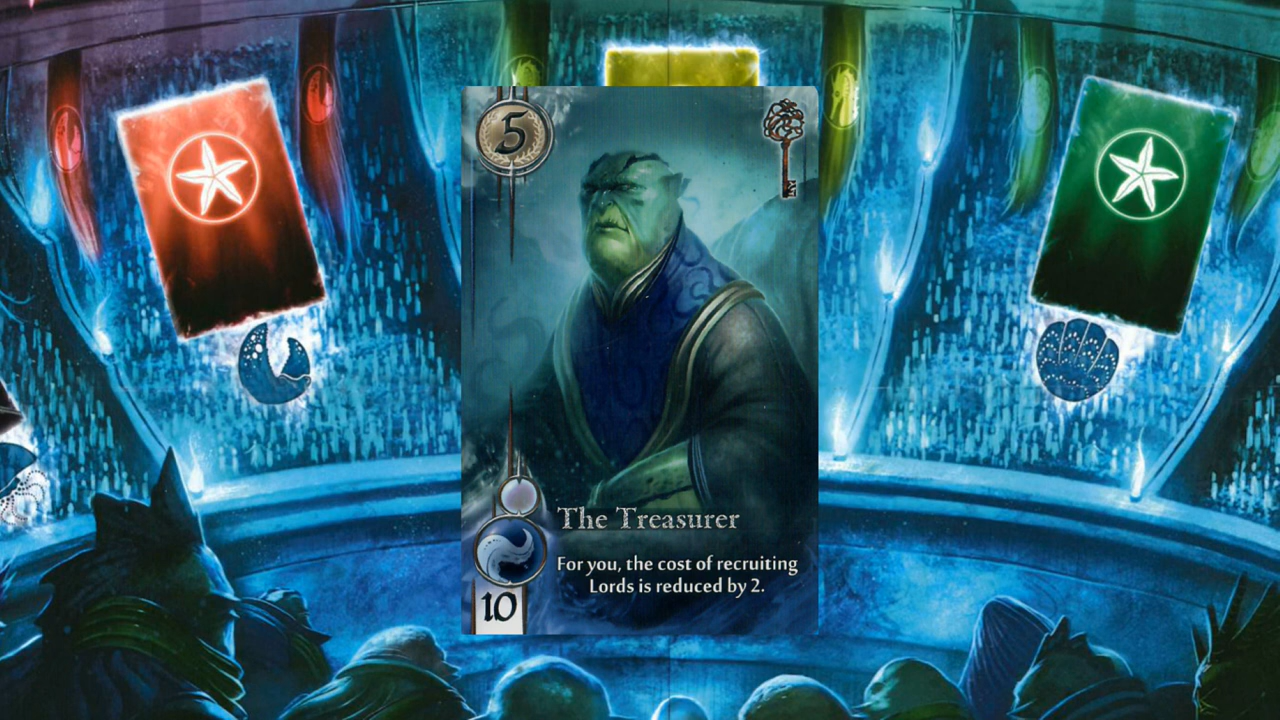 5
The Treasurer
For you, the cost of recruiting
Lords is reduced by 2.
10